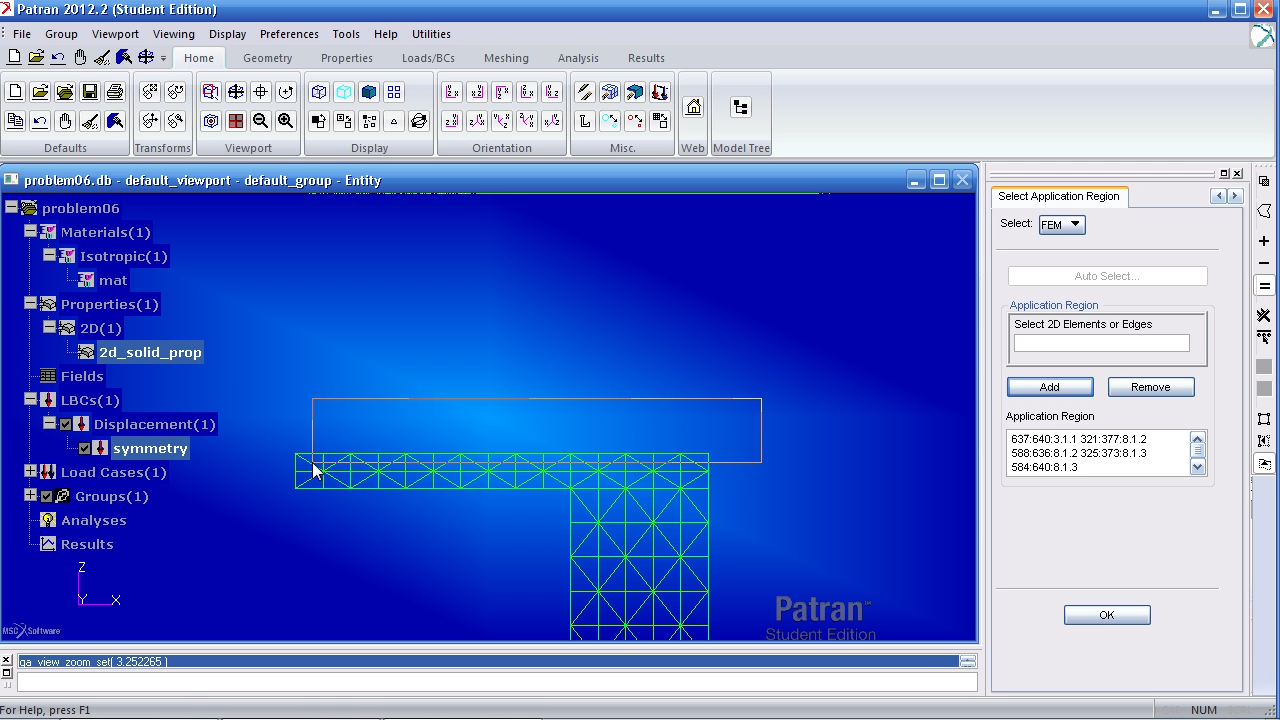 Patran 2012.2 (Student Edition)
File Group Viewport Viewing Display Preferences Tools Help Utilities
Home Geometry Properties Loads/BCs Meshing Analysis Results
Defaults Transforms Viewport Display Orientation Misc. Web Model Tree
problem06.db - default_viewport - default_group - Entity
problem06
Materials(1)
Isotropic(1)
mat
Properties(1)
2D(1)
2d_solid_prop
Fields
LBCs(1)
Displacement(1)
symmetry
Load Cases(1)
Groups(1)
Analyses
Results
Z
Y X
MSC Software
Patran™
Student Edition
Select Application Region
Select: FEM
Auto Select...
Application Region
Select 2D Elements or Edges
Add Remove
Application Region
637:640:3.1.1 321:377:8.1.2
588:636:8.1.2 325:373:8.1.3
584:640:8.1.3
OK
ga_view_zoom_set( 3.252265 )
For Help, press F1
NUM